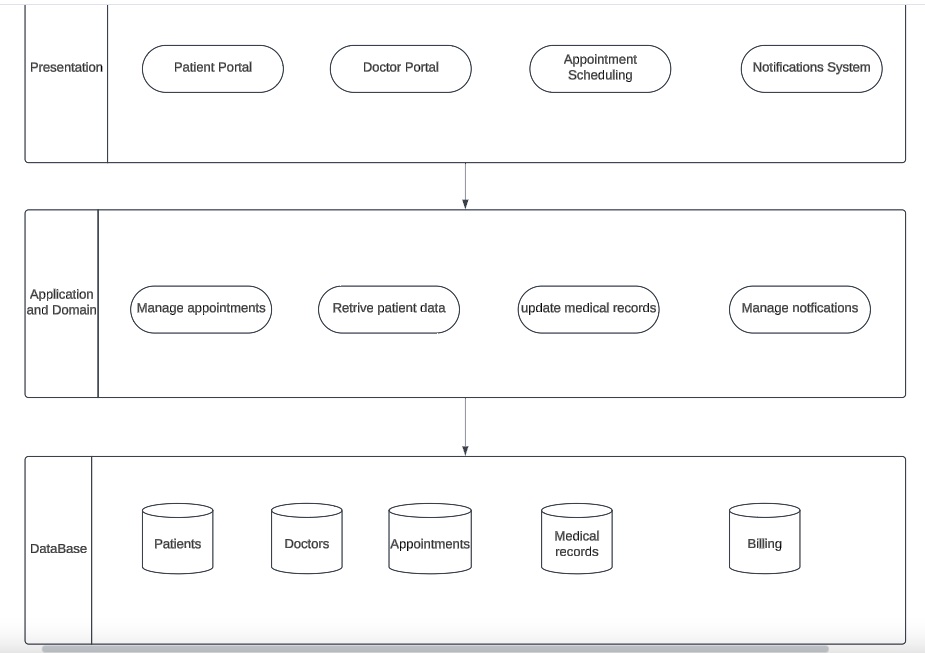 Presentation
Patient Portal
Doctor Portal
Appointment
Scheduling
Notifications System
Application
and Domain
Manage appointments
Retrive patient data
update medical records
Manage notfications
DataBase
Patients
Doctors
Appointments
Medical
records
Billing